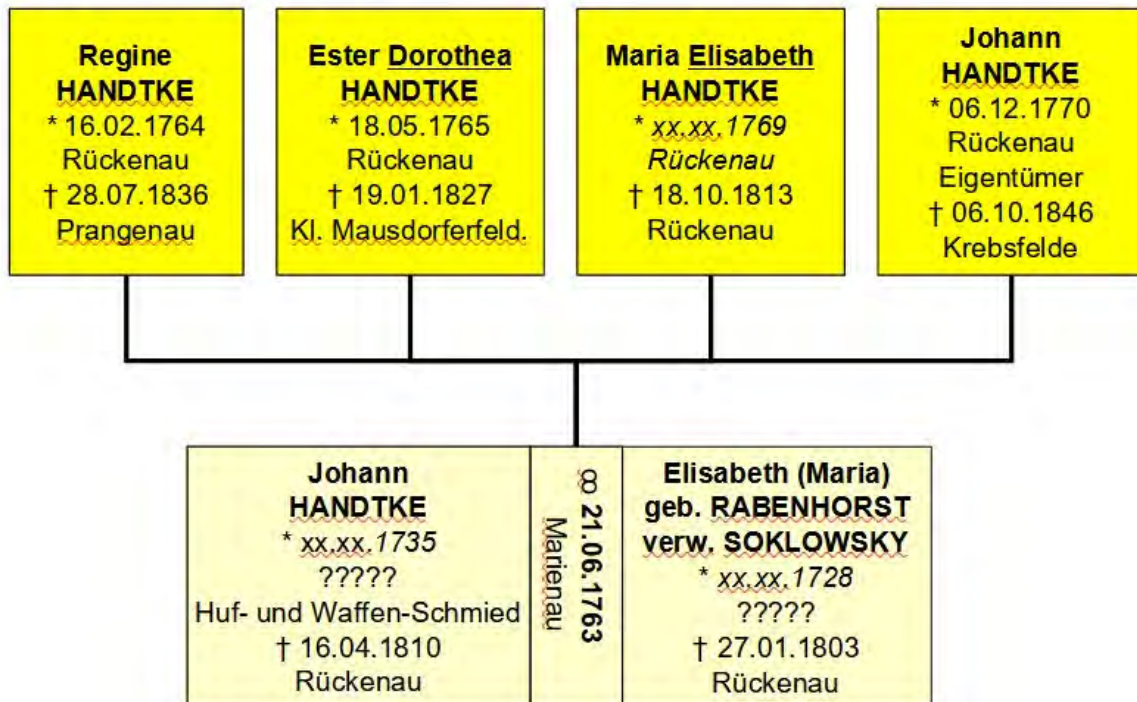 Regine
HANDTKE
* 16.02.1764
Rückenau
† 28.07.1836
Prangenau
Ester Dorothea
HANDTKE
* 18.05.1765
Rückenau
† 19.01.1827
Kl. Mausdorferfeld.
Maria Elisabeth
HANDTKE
* xx.xx.1769
Rückenau
† 18.10.1813
Rückenau
Johann
HANDTKE
* 06.12.1770
Rückenau
Eigentümer
† 06.10.1846
Krebsfelde
Johann
HANDTKE
* xx.xx.1735
?????
Huf- und Waffen-Schmied
† 16.04.1810
Rückenau
∞ 21.06.1763
Marienau
Elisabeth (Maria)
geb. RABENHORST
verw. SOKLOWSKY
* xx.xx.1728
?????
† 27.01.1803
Rückenau